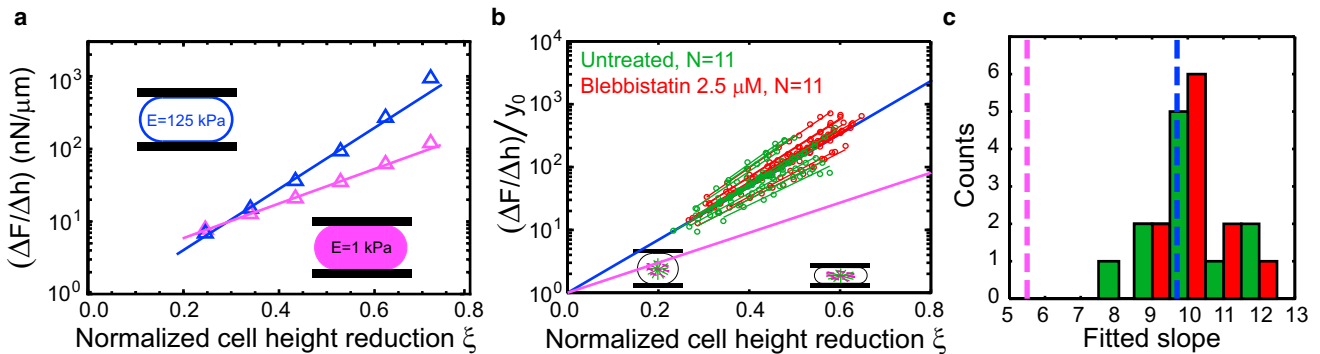 a
(ΔF/Δh) (nN/μm)
10³
10²
10¹
10⁰
E=125 kPa
E=1 kPa
0.0 0.2 0.4 0.6 0.8
Normalized cell height reduction ξ
b
(ΔF/Δh)/y₀
10⁴
10³
10²
10¹
10⁰
Untreated, N=11
Blebbistatin 2.5 μM, N=11
0.0 0.2 0.4 0.6 0.8
Normalized cell height reduction ξ
c
Counts
6
5
4
3
2
1
0
5 6 7 8 9 10 11 12 13
Fitted slope